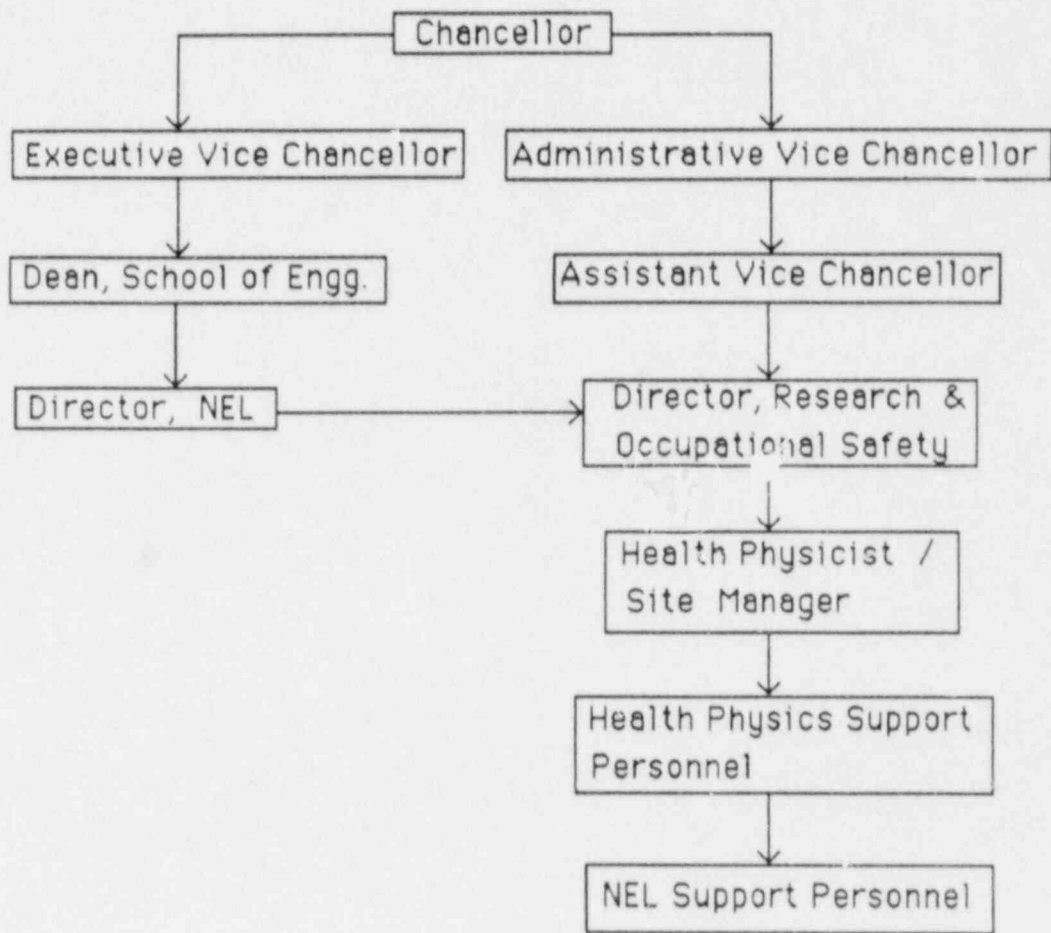 Chancellor
Executive Vice Chancellor
Administrative Vice Chancellor
Dean, School of Engg.
Assistant Vice Chancellor
Director, NEL
Director, Research &
Occupational Safety
Health Physicist /
Site Manager
Health Physics Support
Personnel
NEL Support Personnel